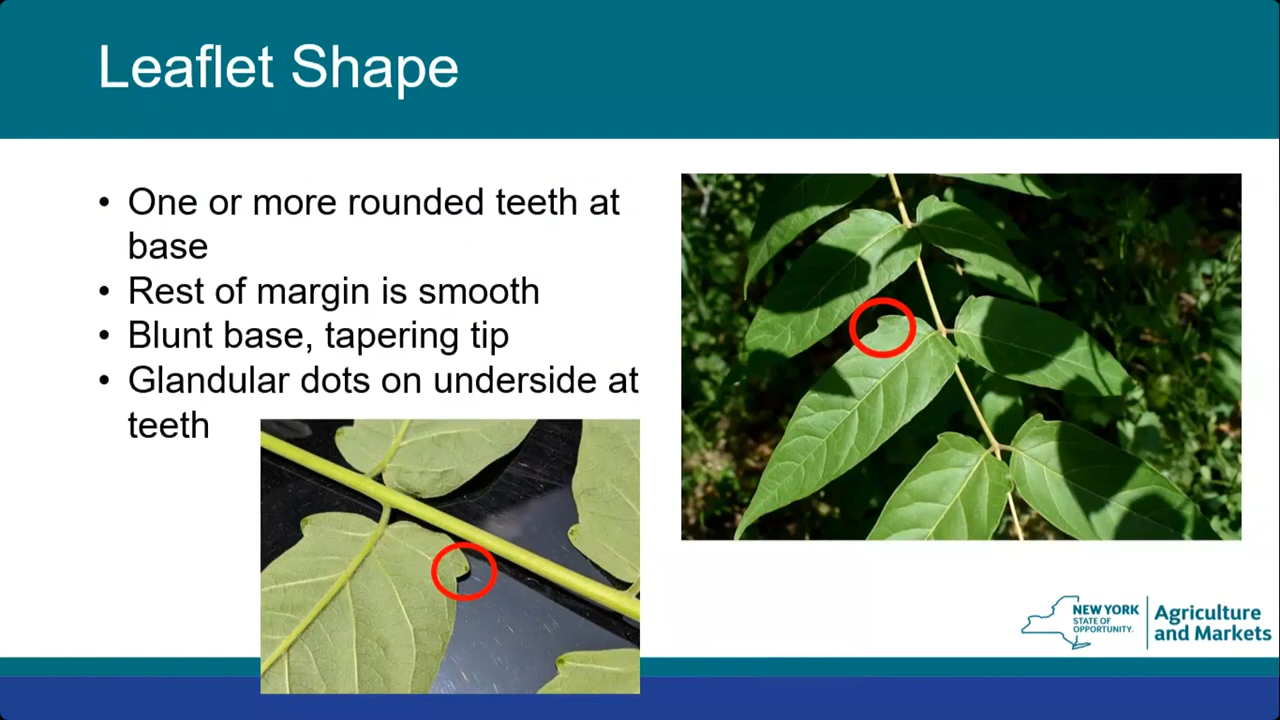 Leaflet Shape
• One or more rounded teeth at
base
• Rest of margin is smooth
• Blunt base, tapering tip
• Glandular dots on underside at
teeth
NEW YORK
STATE OF
OPPORTUNITY.
Agriculture
and Markets